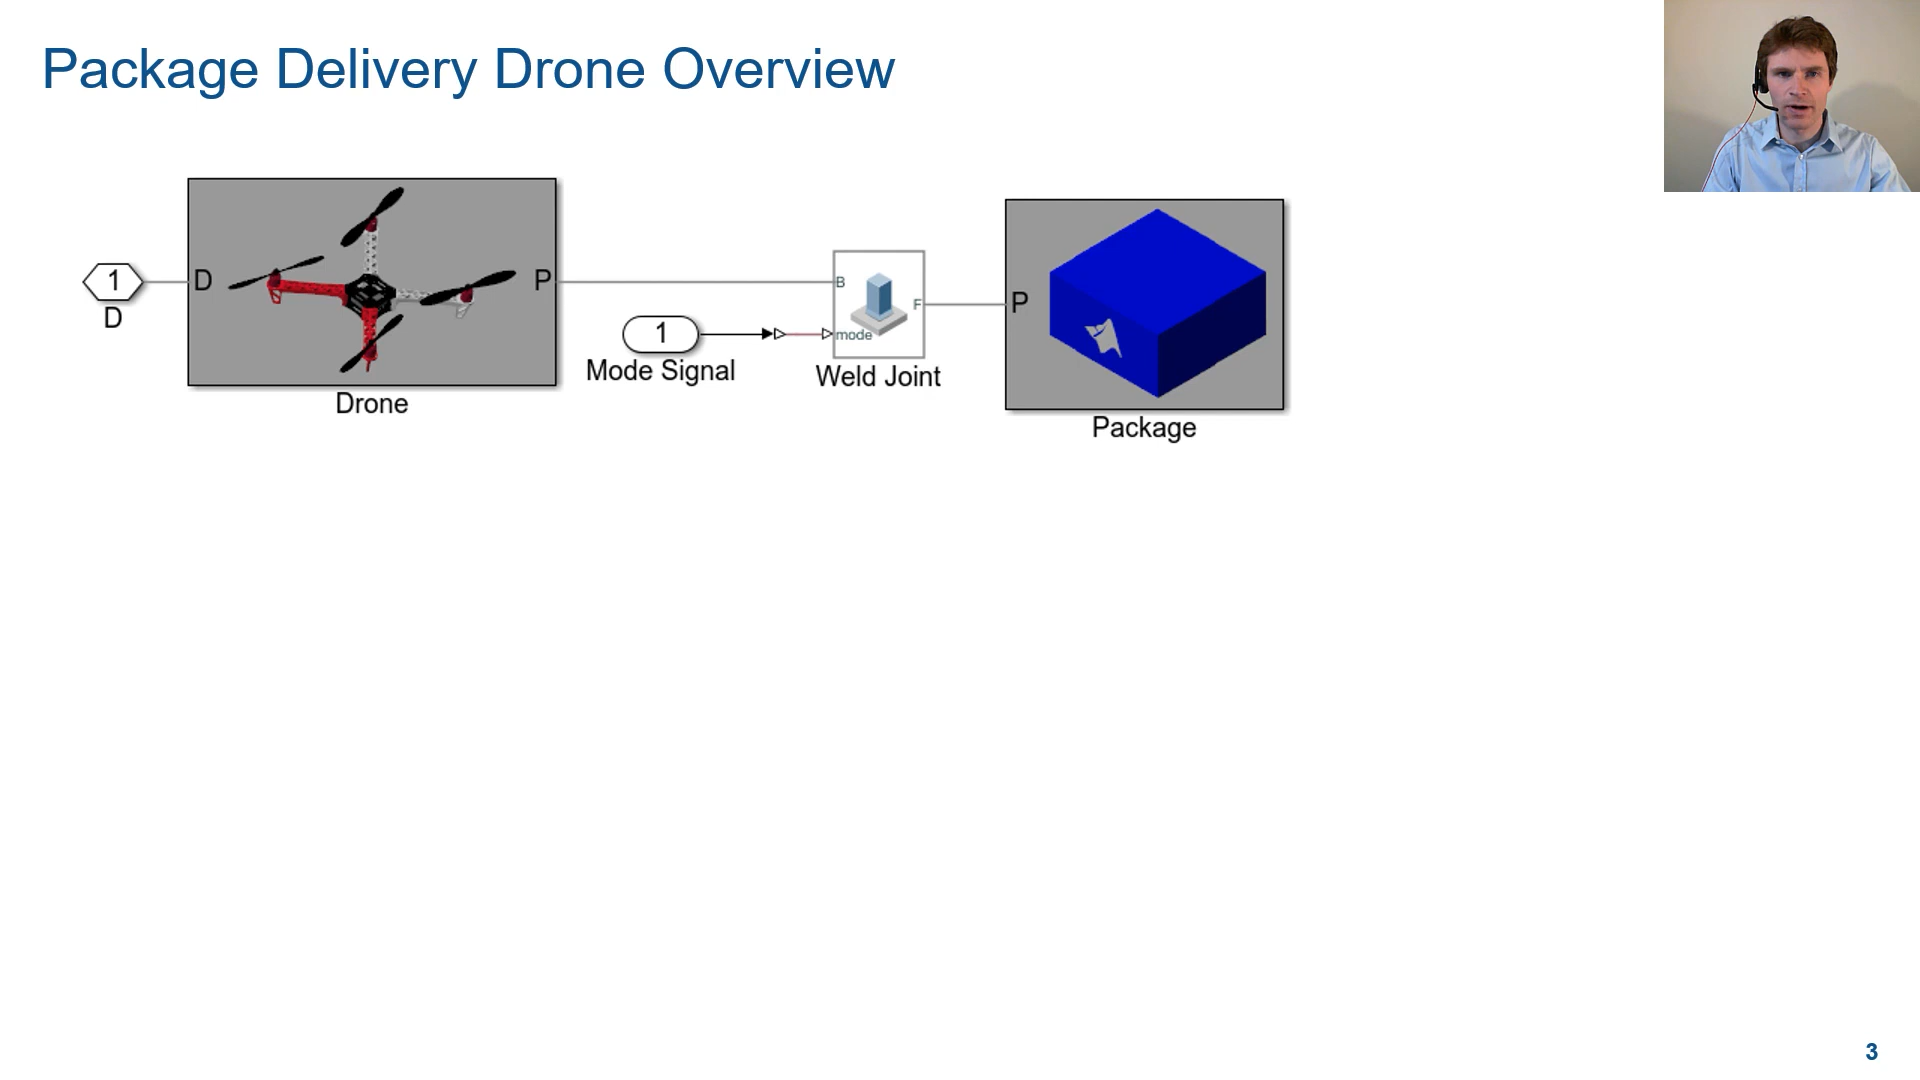 Package Delivery Drone Overview
1
D
D
P
Drone
1
Mode Signal
B
F
mode
Weld Joint
P
Package
3